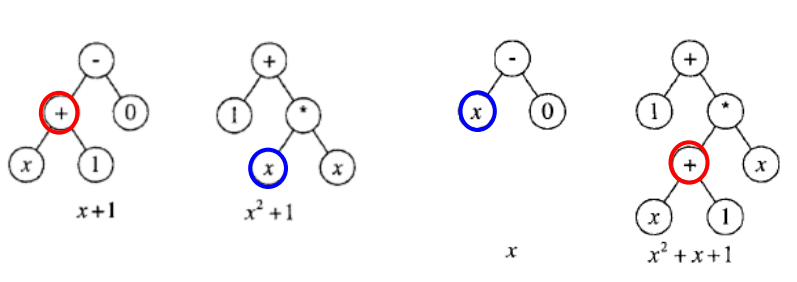 - + - +
+ 0 1 * x 0 1 *
x 1 x x + x
x + 1 x² + 1 x 1
x x² + x + 1